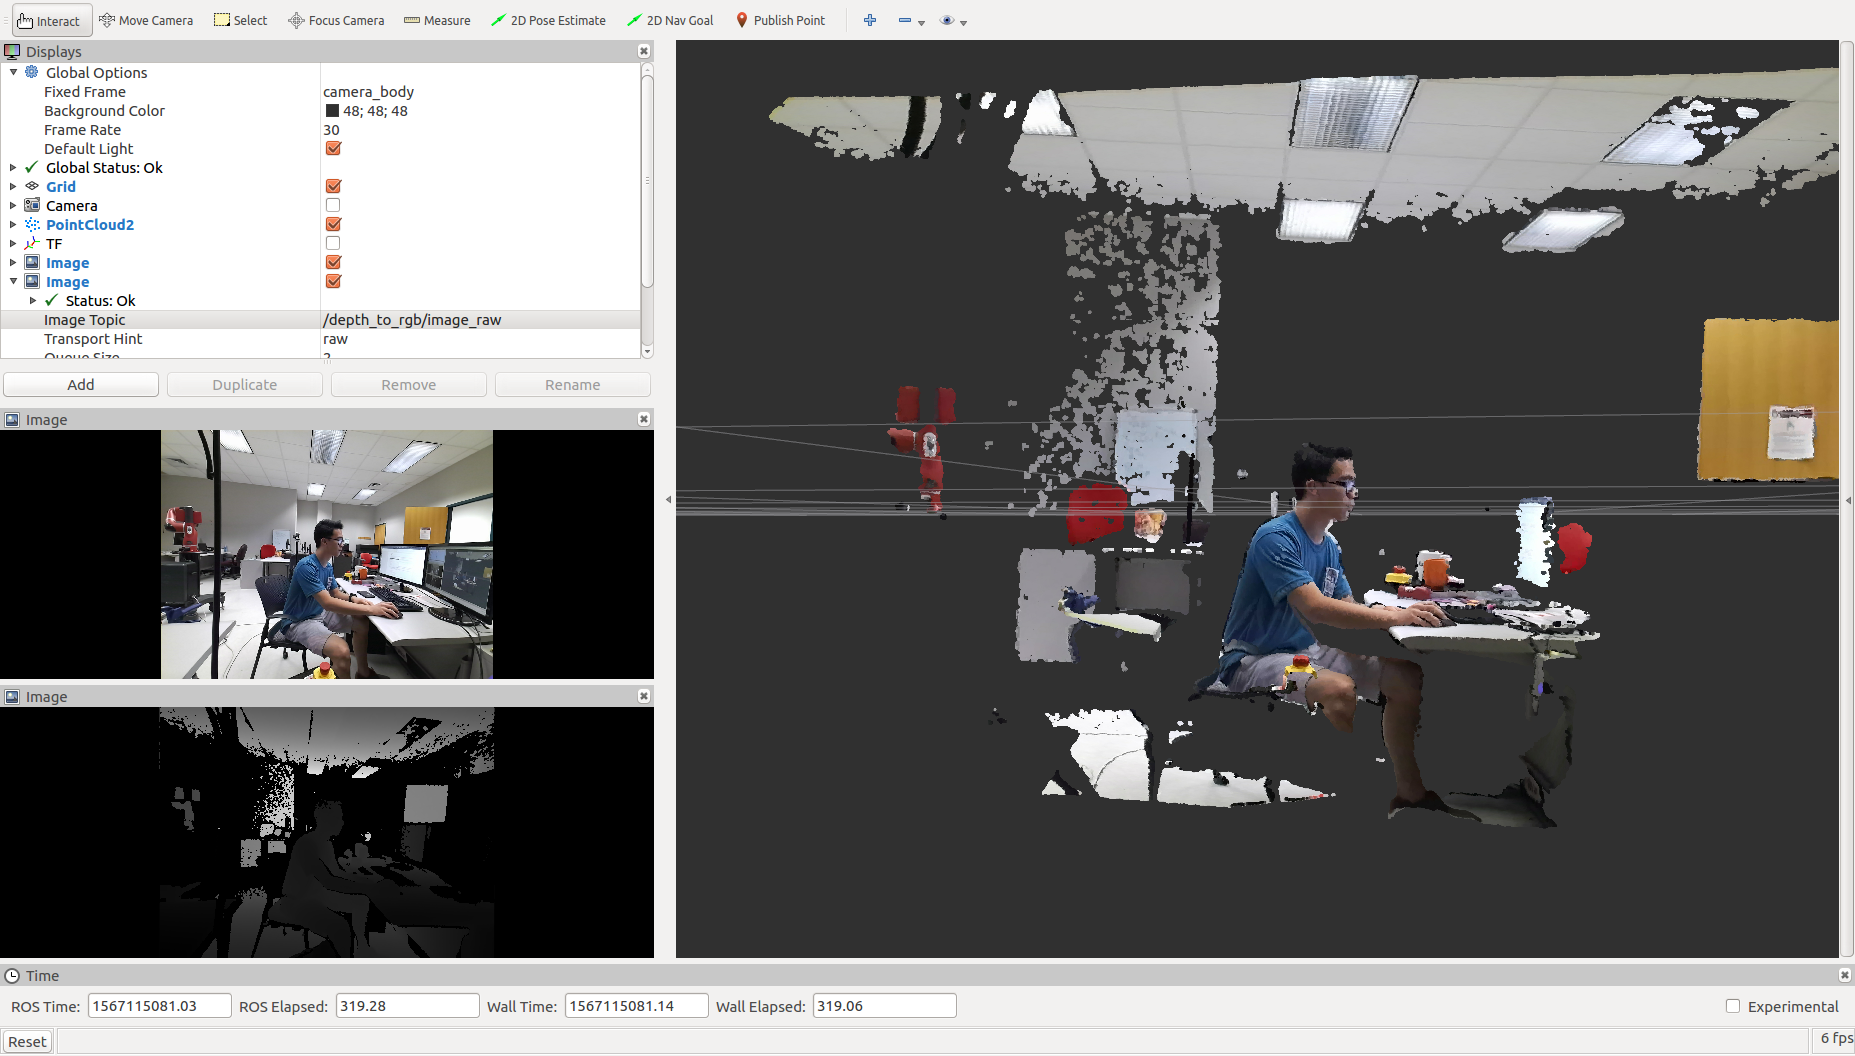 Interact Move Camera Select Focus Camera Measure 2D Pose Estimate 2D Nav Goal Publish Point
Displays
Global Options
Fixed Frame camera_body
Background Color 48; 48; 48
Frame Rate 30
Default Light
Global Status: Ok
Grid
Camera
PointCloud2
TF
Image
Image
Status: Ok
Image Topic /depth_to_rgb/image_raw
Transport Hint raw
Queue Size 2
Add Duplicate Remove Rename
Image
Image
Time
ROS Time: 1567115081.03 ROS Elapsed: 319.28 Wall Time: 1567115081.14 Wall Elapsed: 319.06 Experimental
Reset 6 fps